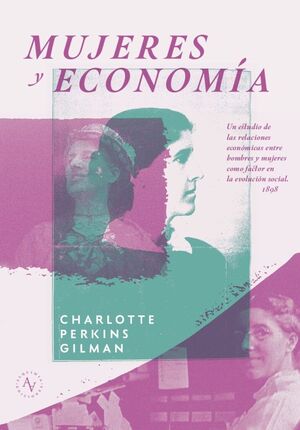 MUJERES
y ECONOMÍA
Un estudio de
las relaciones
económicas entre
hombres y mujeres
como factor en
la evolución social.
1898
CHARLOTTE
PERKINS
GILMAN